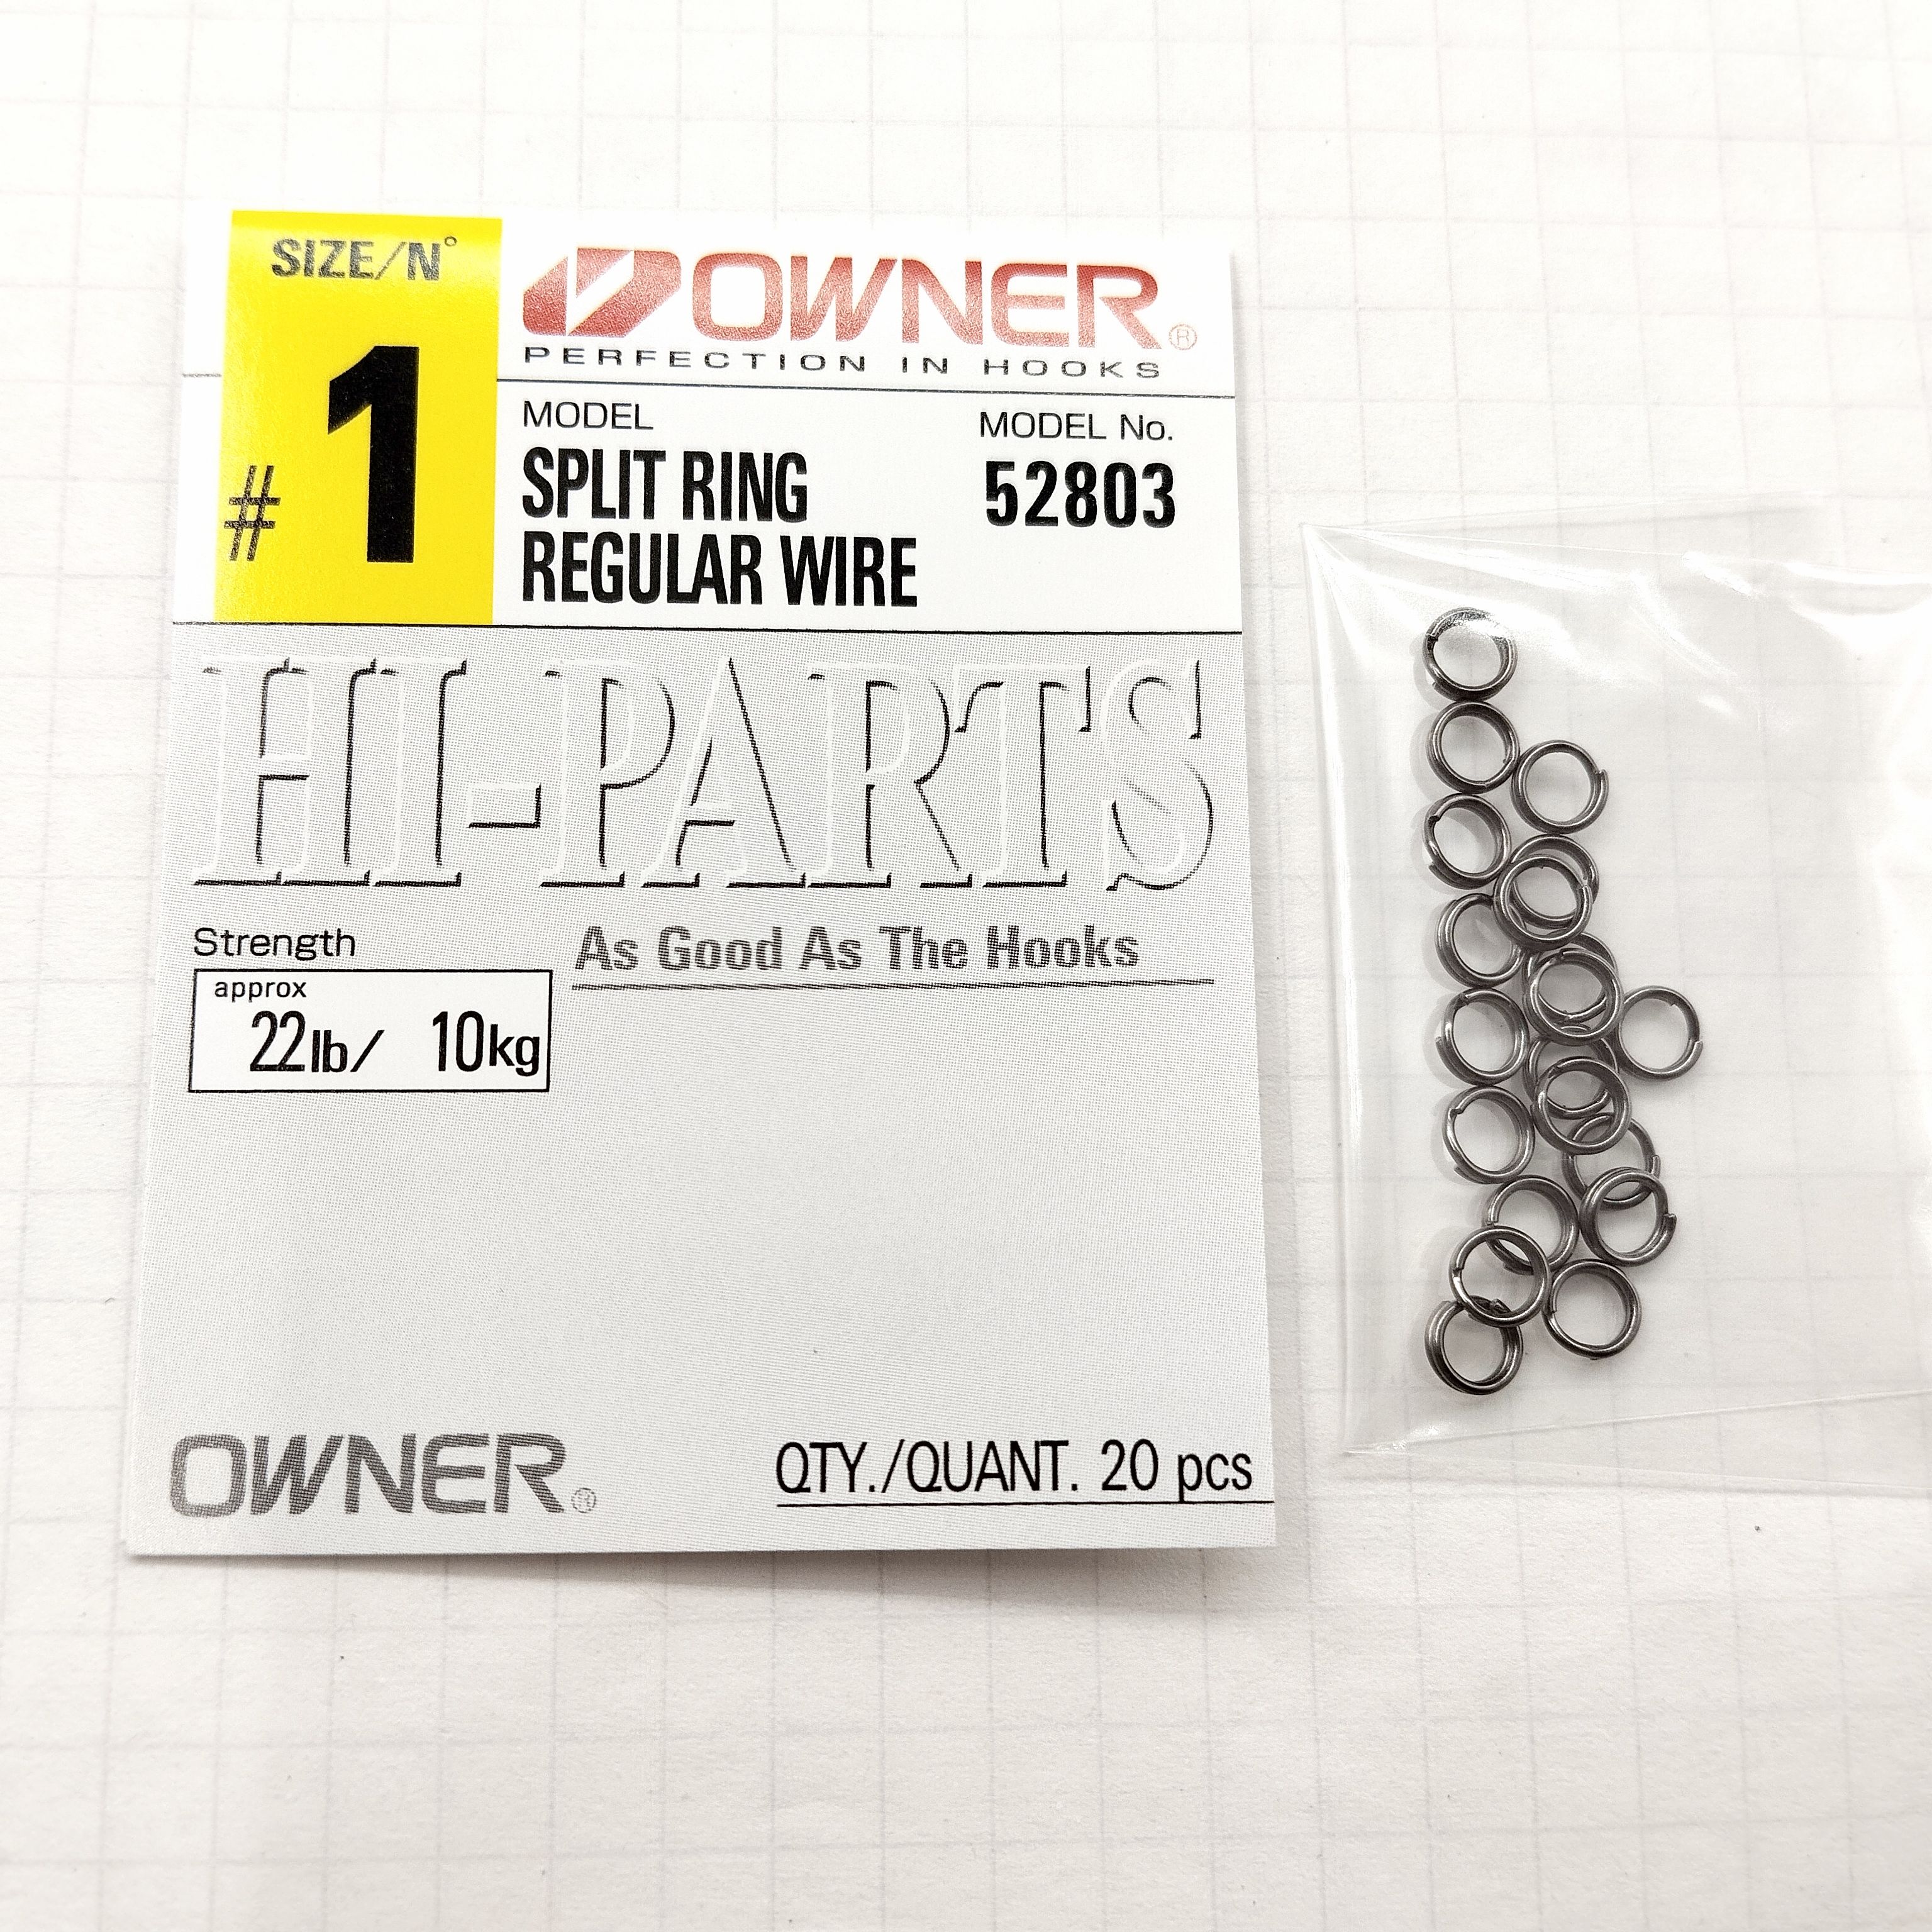 SIZE/N°
# 1
OWNER®
PERFECTION IN HOOKS
MODEL
SPLIT RING
REGULAR WIRE
MODEL No.
52803
HI-PARTS
As Good As The Hooks
Strength
approx
22lb/ 10kg
OWNER®
QTY./QUANT. 20 pcs